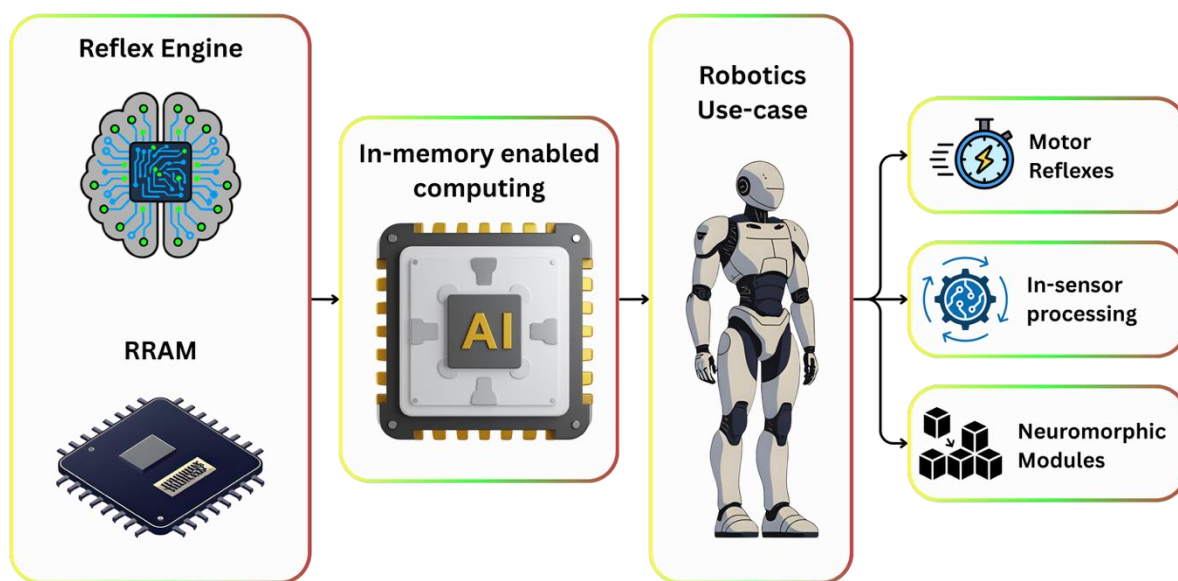 Reflex Engine
RRAM
In-memory enabled
computing
AI
Robotics
Use-case
Motor
Reflexes
In-sensor
processing
Neuromorphic
Modules